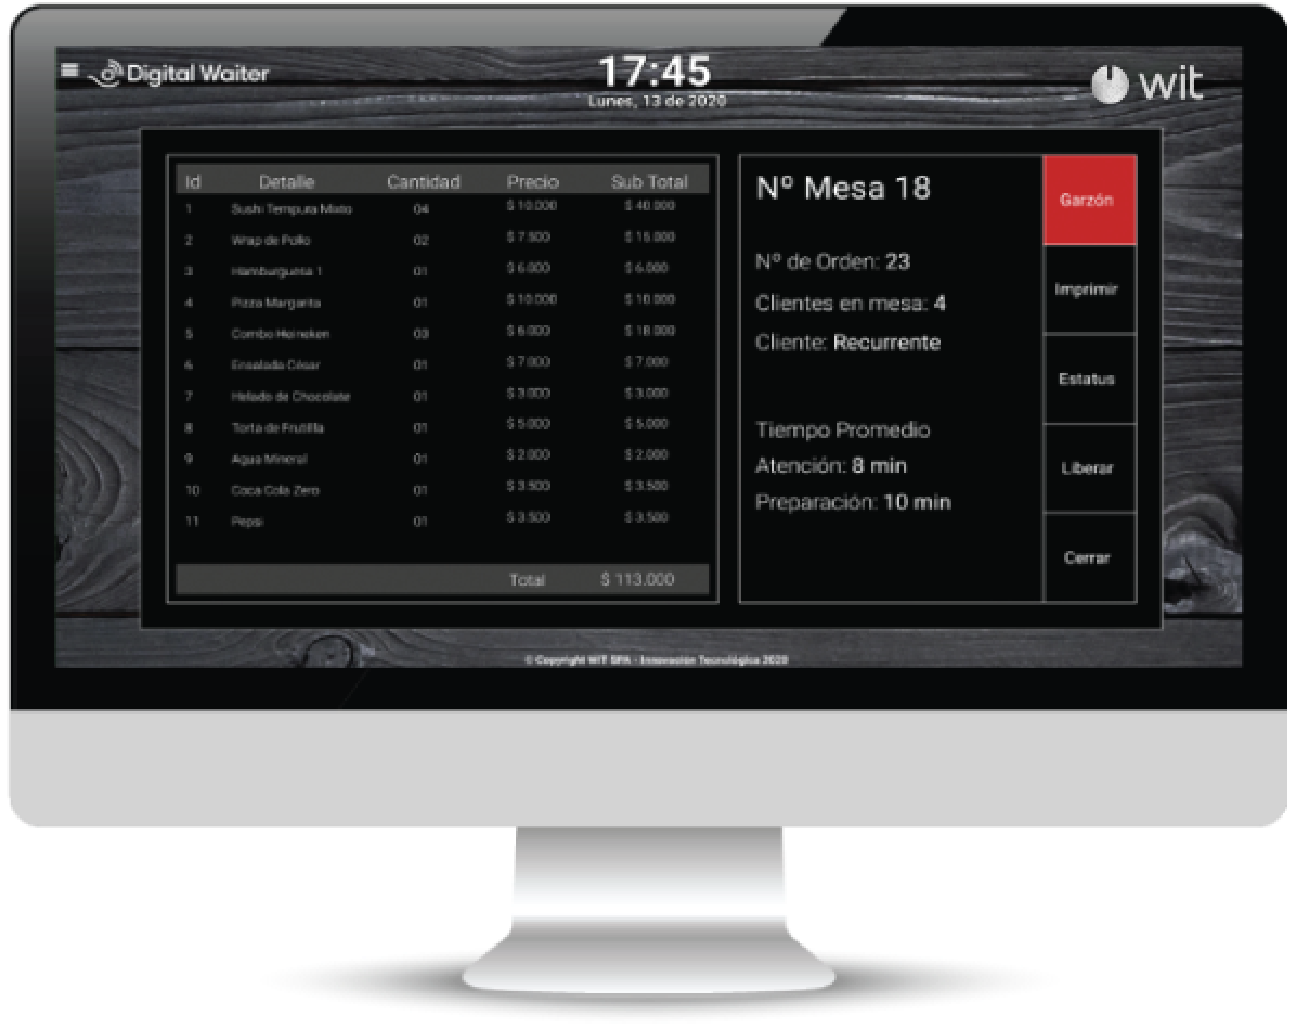 Digital Waiter
17:45
Lunes, 13 de 2020
wit
Id Detalle Cantidad Precio Sub Total
1 Sushi Tempura Mixto 04 $ 10.000 $ 40.000
2 Wrap de Pollo 02 $ 7.500 $ 15.000
3 Hamburguesa 1 01 $ 6.000 $ 6.000
4 Pizza Margarita 01 $ 10.000 $ 10.000
5 Combo Heineken 03 $ 6.000 $ 18.000
6 Ensalada César 01 $ 7.000 $ 7.000
7 Helado de Chocolate 01 $ 3.000 $ 3.000
8 Torta de Frutilla 01 $ 5.000 $ 5.000
9 Agua Mineral 01 $ 2.000 $ 2.000
10 Coca Cola Zero 01 $ 3.500 $ 3.500
11 Pepsi 01 $ 3.500 $ 3.500
Total $ 113.000
Nº Mesa 18
Nº de Orden: 23
Clientes en mesa: 4
Cliente: Recurrente
Tiempo Promedio
Atención: 8 min
Preparación: 10 min
Garzón
Imprimir
Estatus
Liberar
Cerrar
© Copyright WIT SPA - Innovación Tecnológica 2020